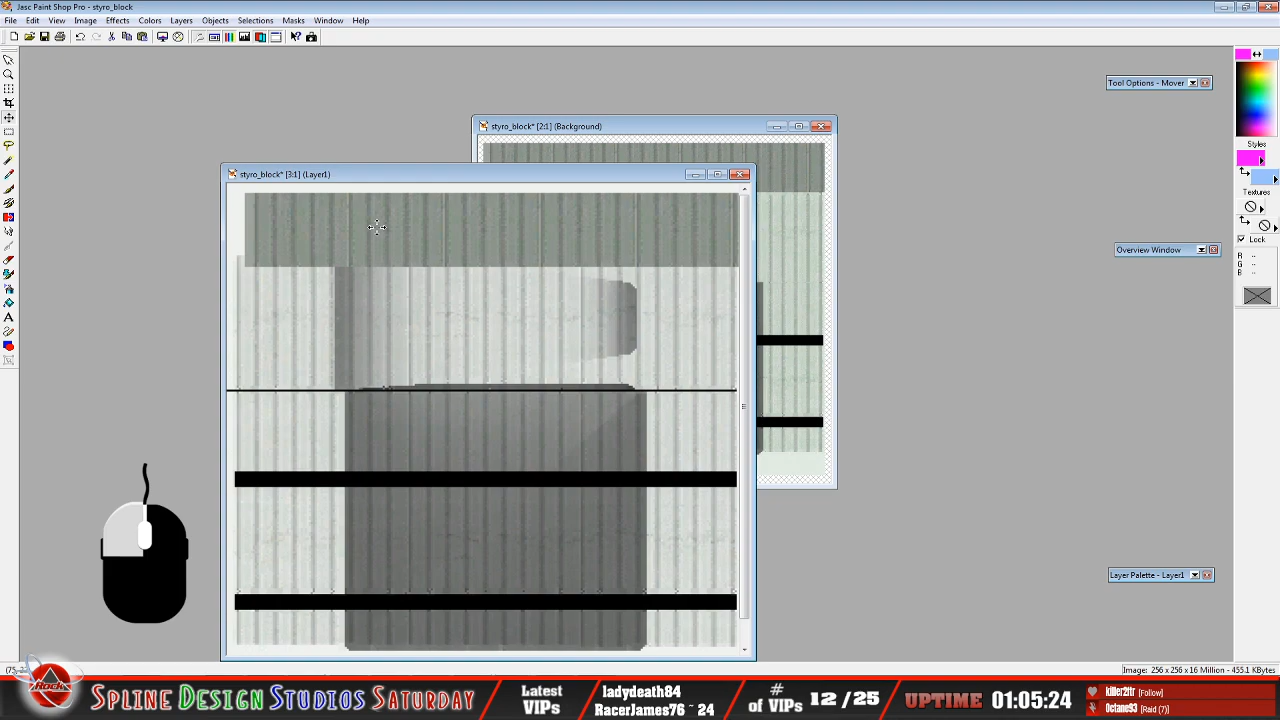 Jasc Paint Shop Pro - styro_block
File Edit View Image Effects Colors Layers Objects Selections Masks Window Help
Tool Options - Mover
styro_block* [2:1] (Background)
Styles
styro_block* [3:1] (Layer1)
Textures
Lock
Overview Window
R --
G --
B --
Layer Palette - Layer1
Image: 256 x 256 x 16 Million - 455.1 KBytes
SPLINE DESIGN STUDIOS SATURDAY
Latest
VIPs
ladydeath84
RacerJames76 ~ 24
#
of VIPs
12 / 25
UPTIME
01:05:24
killer2ltr [Follow]
Octane93 [Raid (7)]